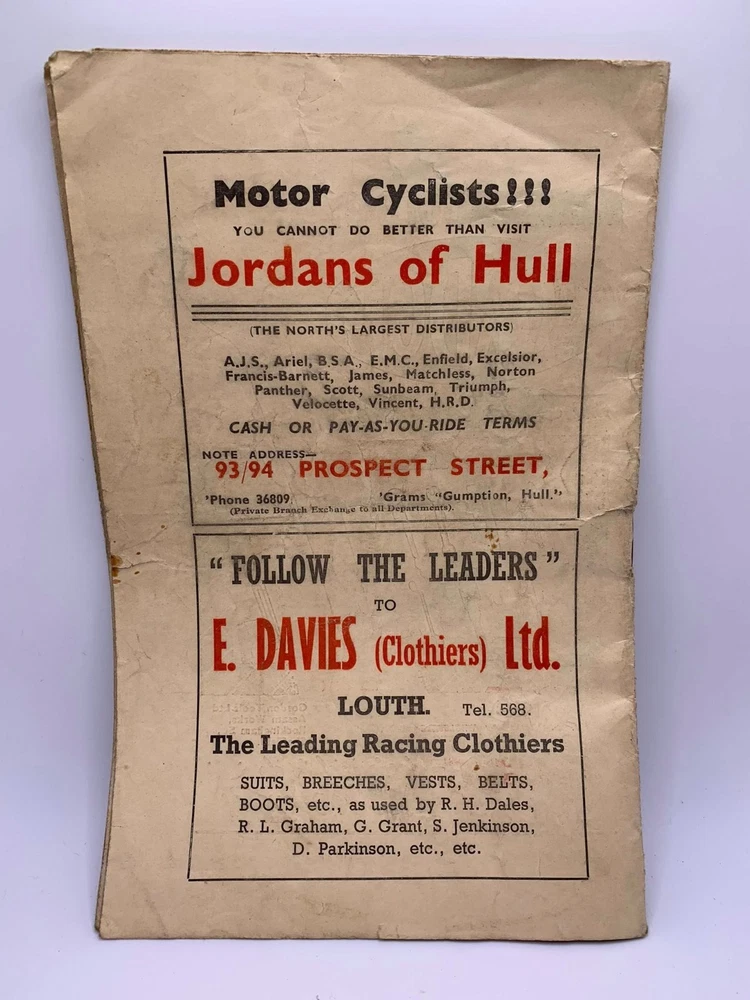 Motor Cyclists!!!
YOU CANNOT DO BETTER THAN VISIT
Jordans of Hull
(THE NORTH'S LARGEST DISTRIBUTORS)
A.J.S., Ariel, B.S.A., E.M.C., Enfield, Excelsior,
Francis-Barnett, James, Matchless, Norton
Panther, Scott, Sunbeam, Triumph,
Velocette, Vincent, H.R.D.
CASH OR PAY-AS-YOU-RIDE TERMS
NOTE ADDRESS—
93/94 PROSPECT STREET,
'Phone 36809. 'Grams "Gumption, Hull."
(Private Branch Exchange to all Departments).
"FOLLOW THE LEADERS"
TO
E. DAVIES (Clothiers) Ltd.
LOUTH. Tel. 568.
The Leading Racing Clothiers
SUITS, BREECHES, VESTS, BELTS,
BOOTS, etc., as used by R. H. Dales,
R. L. Graham, G. Grant, S. Jenkinson,
D. Parkinson, etc., etc.